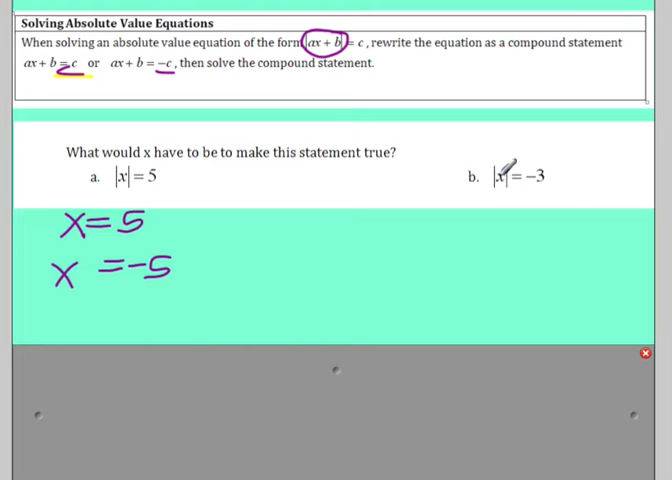 Solving Absolute Value Equations
When solving an absolute value equation of the form |ax + b| = c , rewrite the equation as a compound statement
ax + b = c or ax + b = −c , then solve the compound statement.
What would x have to be to make this statement true?
a. |x| = 5
b. |x| = −3
x = 5
x = -5